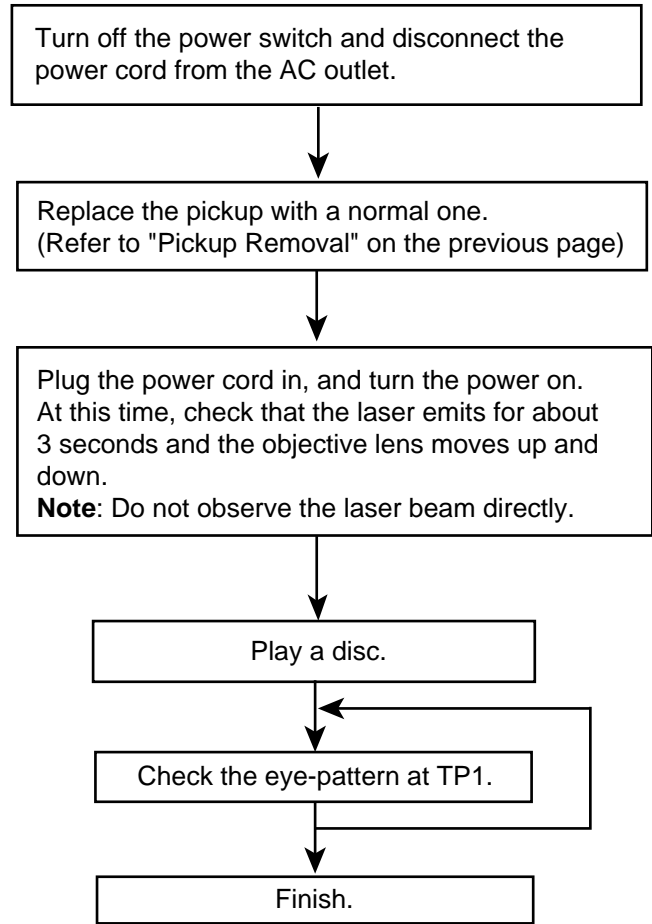 Turn off the power switch and disconnect the
power cord from the AC outlet.
Replace the pickup with a normal one.
(Refer to "Pickup Removal" on the previous page)
Plug the power cord in, and turn the power on.
At this time, check that the laser emits for about
3 seconds and the objective lens moves up and
down.
Note: Do not observe the laser beam directly.
Play a disc.
Check the eye-pattern at TP1.
Finish.